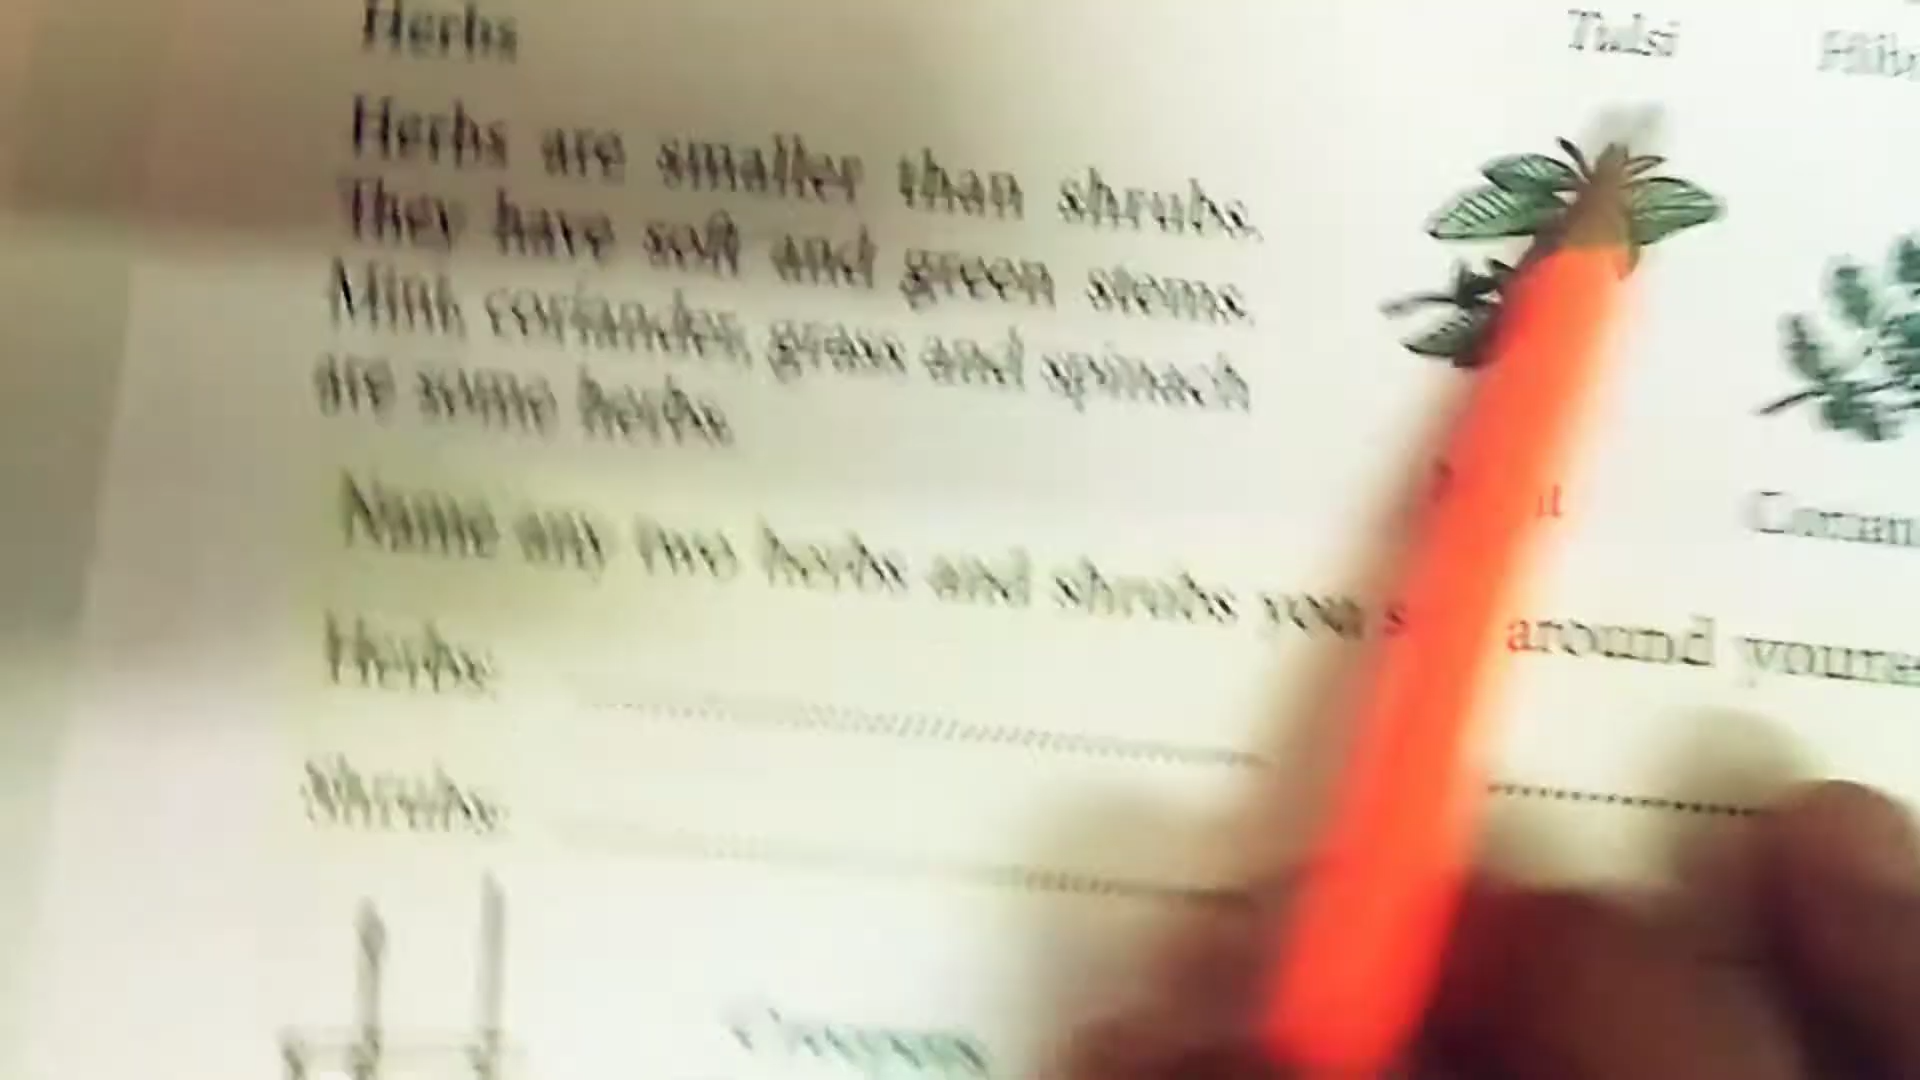 Herbs
Tulsi
Herbs are smaller than shrubs.
They have soft and green stems.
Mint, coriander, grass and spinach
are some herbs.
Name any two herbs and shrubs you around
Herbs:
Shrubs: